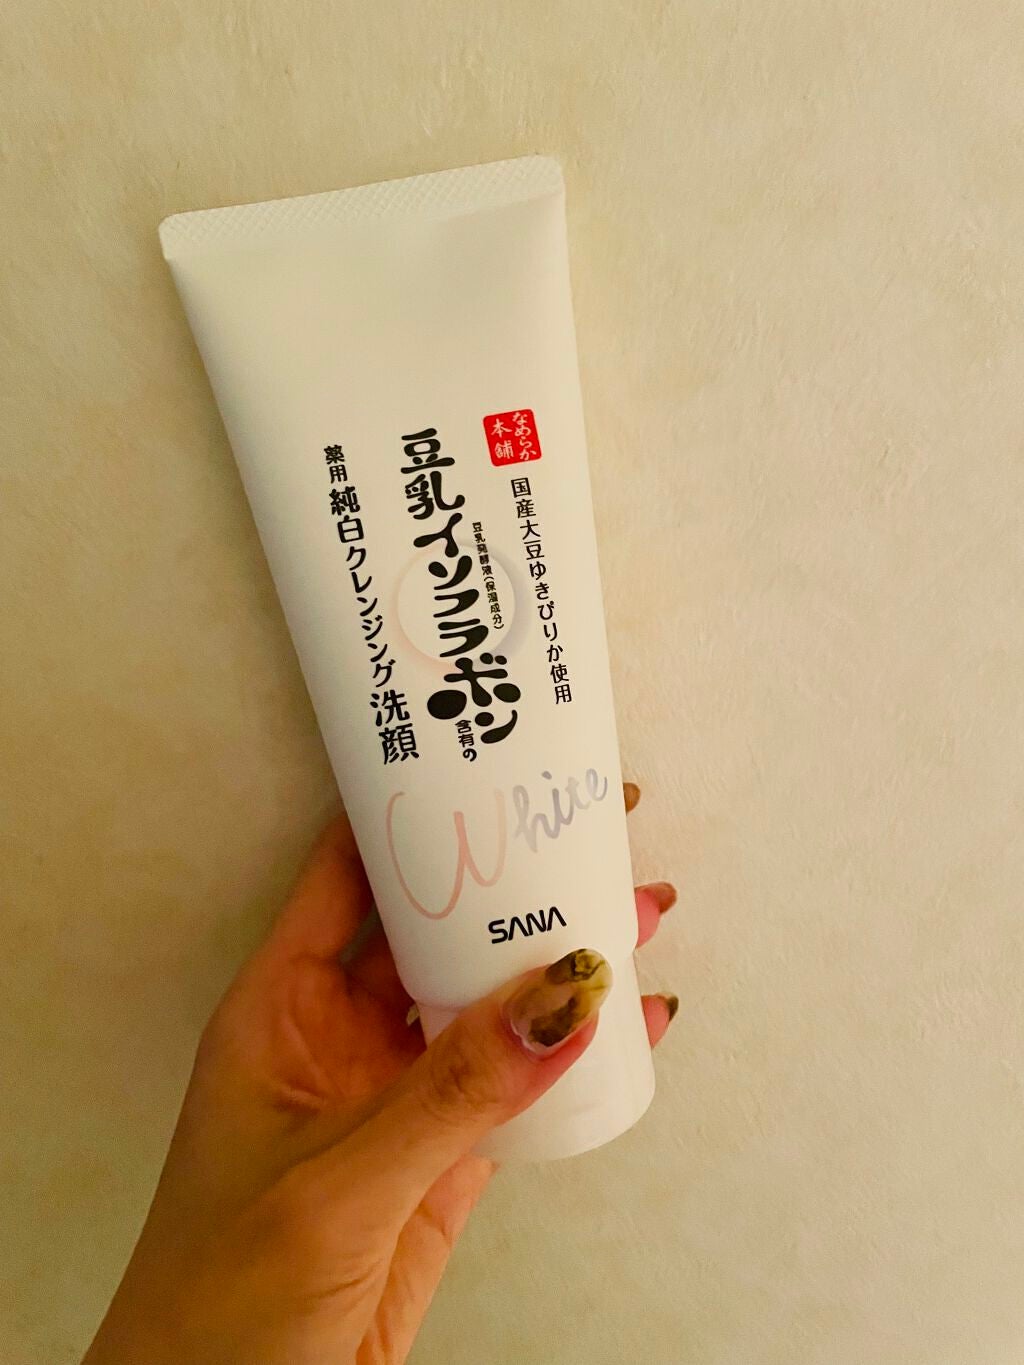 なめらか
本舗
国産大豆ゆきぴりか使用
豆乳発酵液(保湿成分)
豆乳イソフラボン
含有の
薬用 純白クレンジング洗顔
White
SANA